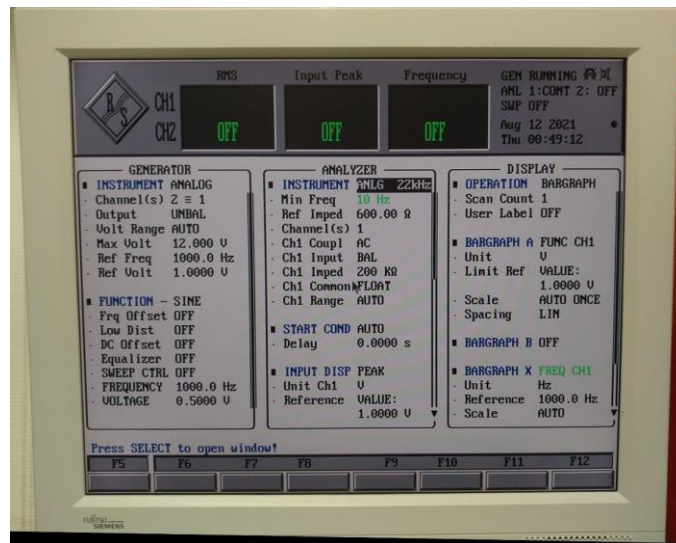 RMS Input Peak Frequency
GEN RUNNING
ANL 1:CONT 2: OFF
SWP OFF
R S
CH1
CH2 OFF OFF OFF
Aug 12 2021
Thu 00:49:12
GENERATOR
INSTRUMENT ANALOG
Channel(s) 2 ≡ 1
Output UNBAL
Volt Range AUTO
Max Volt 12.000 V
Ref Freq 1000.0 Hz
Ref Volt 1.0000 V
FUNCTION - SINE
Frq Offset OFF
Low Dist OFF
DC Offset OFF
Equalizer OFF
SWEEP CTRL OFF
FREQUENCY 1000.0 Hz
VOLTAGE 0.5000 V
ANALYZER
INSTRUMENT ANLG 22kHz
Min Freq 10 Hz
Ref Imped 600.00 Ω
Channel(s) 1
Ch1 Coupl AC
Ch1 Input BAL
Ch1 Imped 200 KΩ
Ch1 Common FLOAT
Ch1 Range AUTO
START COND AUTO
Delay 0.0000 s
INPUT DISP PEAK
Unit Ch1 V
Reference VALUE:
1.0000 V
DISPLAY
OPERATION BARGRAPH
Scan Count 1
User Label OFF
BARGRAPH A FUNC CH1
Unit V
Limit Ref VALUE:
1.0000 V
Scale AUTO ONCE
Spacing LIN
BARGRAPH B OFF
BARGRAPH X FREQ CH1
Unit Hz
Reference 1000.0 Hz
Scale AUTO
Press SELECT to open window!
F5 F6 F7 F8 F9 F10 F11 F12
FUJITSU
SIEMENS